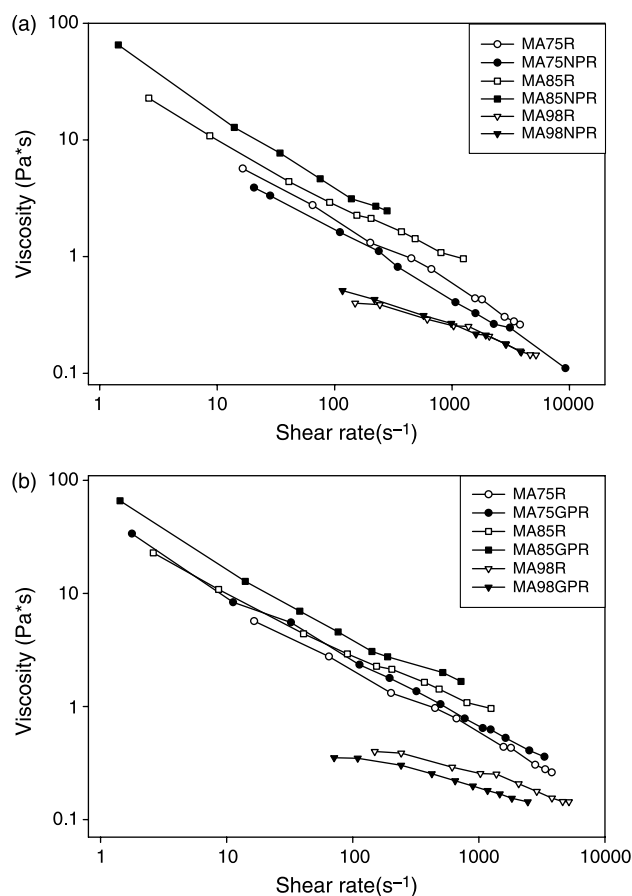 (a)
100
10
1
0.1
Viscosity (Pa*s)
MA75R
MA75NPR
MA85R
MA85NPR
MA98R
MA98NPR
1 10 100 1000 10000
Shear rate(s⁻¹)
(b)
100
10
1
0.1
Viscosity (Pa*s)
MA75R
MA75GPR
MA85R
MA85GPR
MA98R
MA98GPR
1 10 100 1000 10000
Shear rate(s⁻¹)